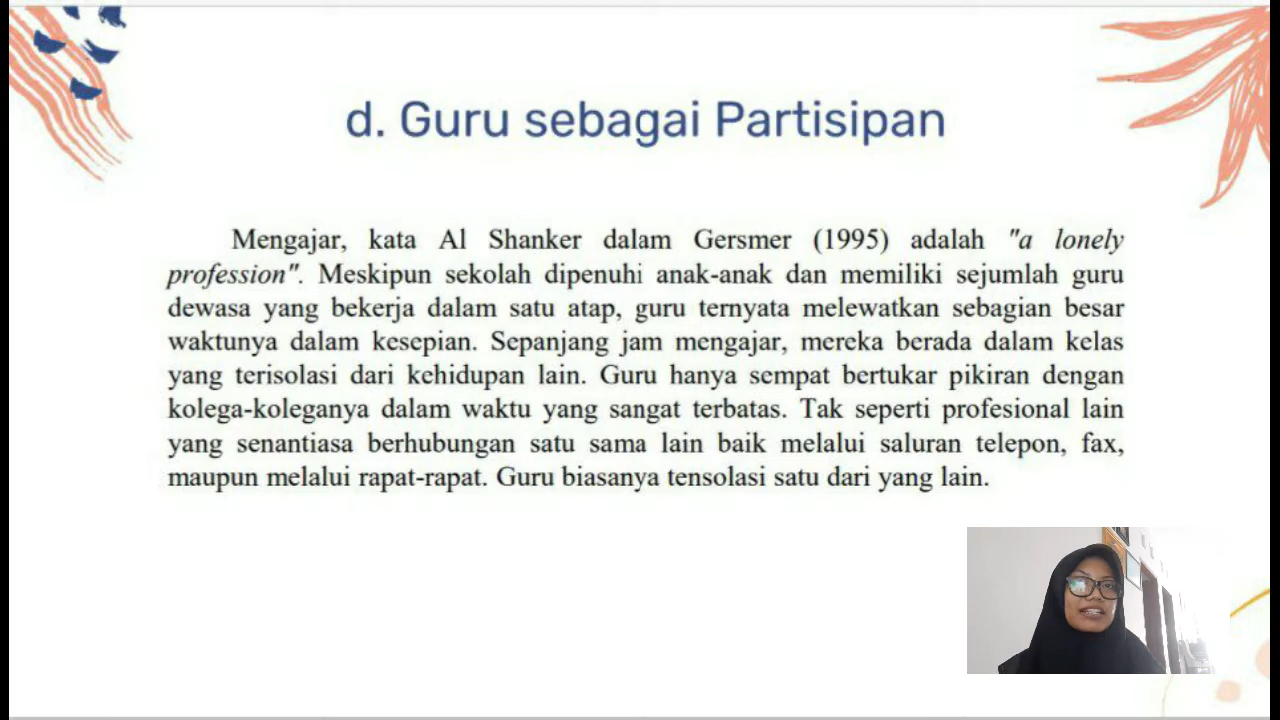 d. Guru sebagai Partisipan
Mengajar, kata Al Shanker dalam Gersmer (1995) adalah "a lonely
profession". Meskipun sekolah dipenuhi anak-anak dan memiliki sejumlah guru
dewasa yang bekerja dalam satu atap, guru ternyata melewatkan sebagian besar
waktunya dalam kesepian. Sepanjang jam mengajar, mereka berada dalam kelas
yang terisolasi dari kehidupan lain. Guru hanya sempat bertukar pikiran dengan
kolega-koleganya dalam waktu yang sangat terbatas. Tak seperti profesional lain
yang senantiasa berhubungan satu sama lain baik melalui saluran telepon, fax,
maupun melalui rapat-rapat. Guru biasanya tensolasi satu dari yang lain.